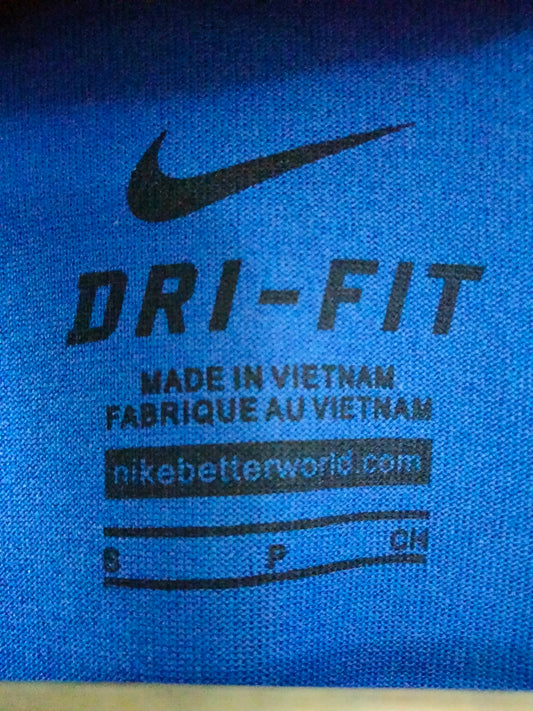 DRI-FIT
MADE IN VIETNAM
FABRIQUE AU VIETNAM
nikebetterworld.com
S P CH